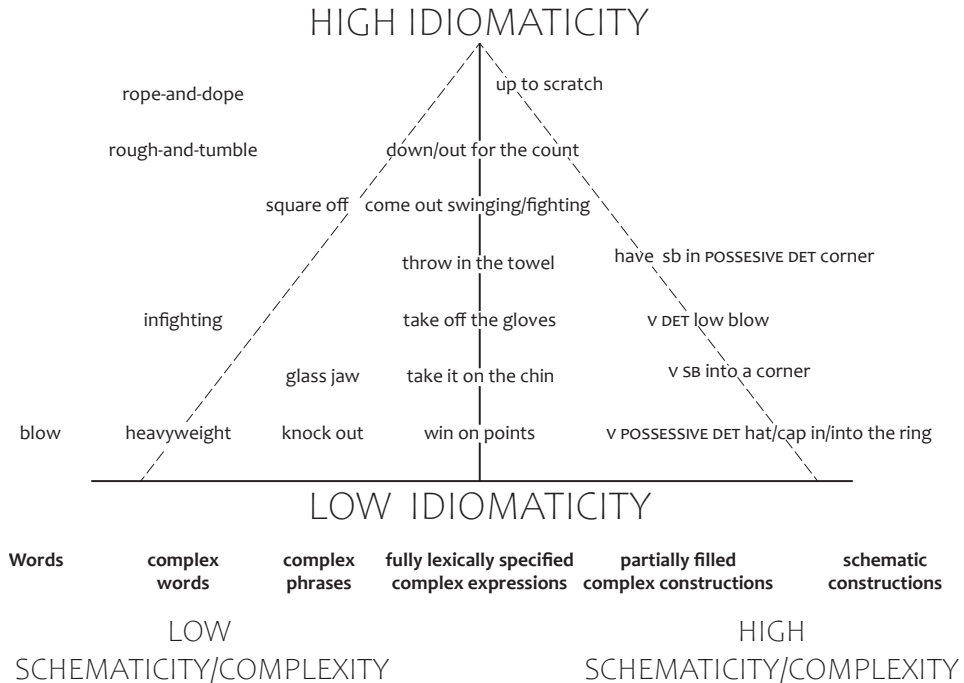 HIGH IDIOMATICITY
up to scratch
rope-and-dope
rough-and-tumble
down/out for the count
square off
come out swinging/fighting
have sb in POSSESIVE DET corner
throw in the towel
infighting
take off the gloves
V DET low blow
V SB into a corner
glass jaw
take it on the chin
blow
heavyweight
knock out
win on points
V POSSESSIVE DET hat/cap in/into the ring
LOW IDIOMATICITY
Words
complex
words
complex
phrases
fully lexically specified
complex expressions
partially filled
complex constructions
schematic
constructions
LOW
SCHEMATICITY/COMPLEXITY
HIGH
SCHEMATICITY/COMPLEXITY